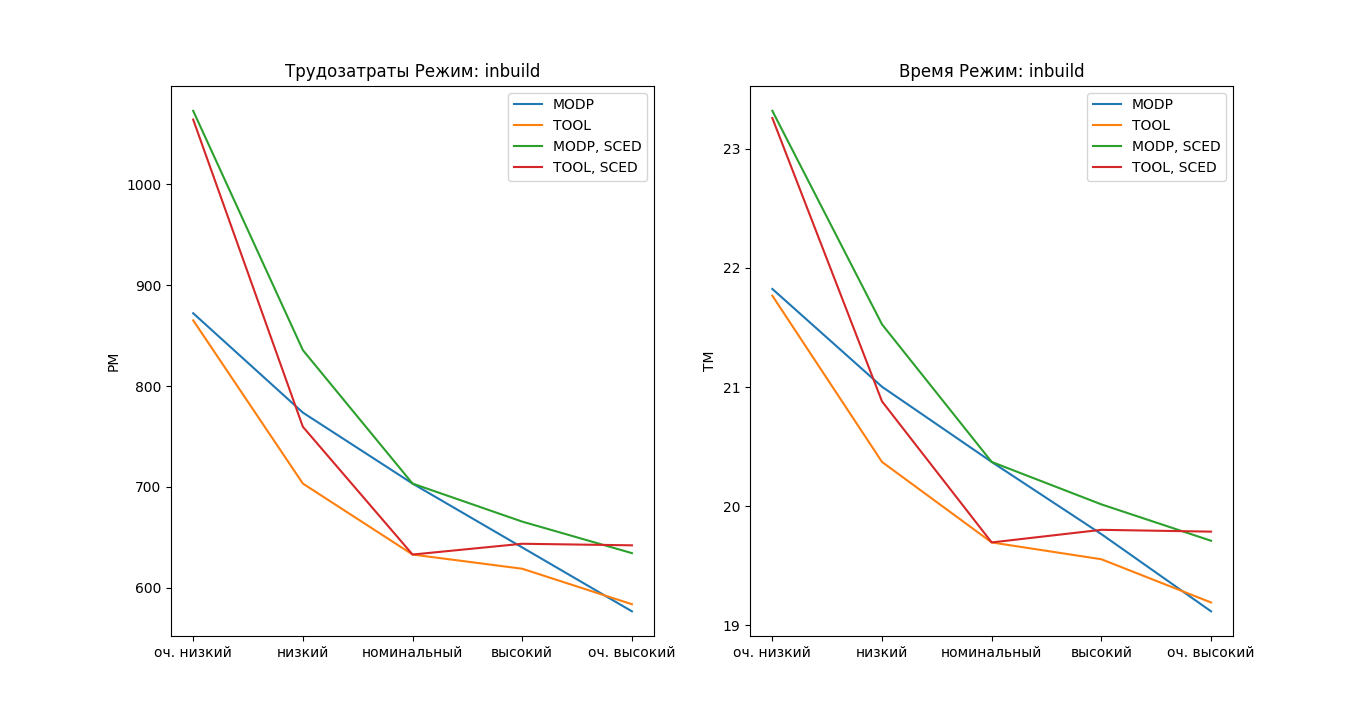 Трудозатраты Режим: inbuild
MODP
TOOL
MODP, SCED
TOOL, SCED
PM
1000
900
800
700
600
оч. низкий
низкий
номинальный
высокий
оч. высокий
Время Режим: inbuild
MODP
TOOL
MODP, SCED
TOOL, SCED
TM
23
22
21
20
19
оч. низкий
низкий
номинальный
высокий
оч. высокий